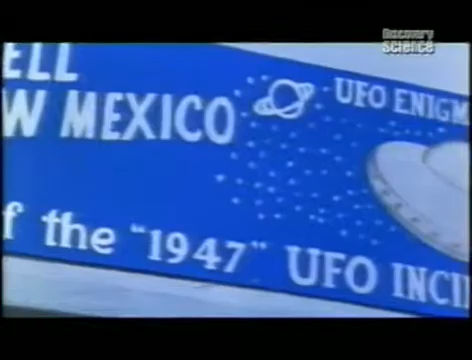 Discovery
Science
ELL
W MEXICO
UFO ENIGM
f the "1947" UFO INCI